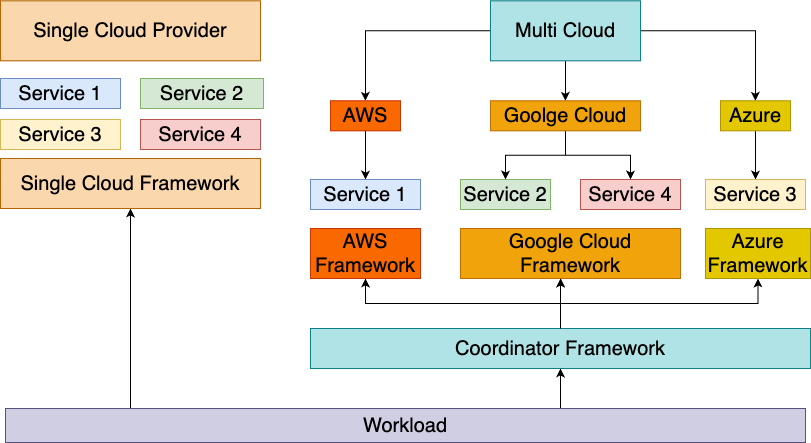 Single Cloud Provider
Service 1
Service 2
Service 3
Service 4
Single Cloud Framework
Multi Cloud
AWS
Goolge Cloud
Azure
Service 1
Service 2
Service 4
Service 3
AWS
Framework
Google Cloud
Framework
Azure
Framework
Coordinator Framework
Workload